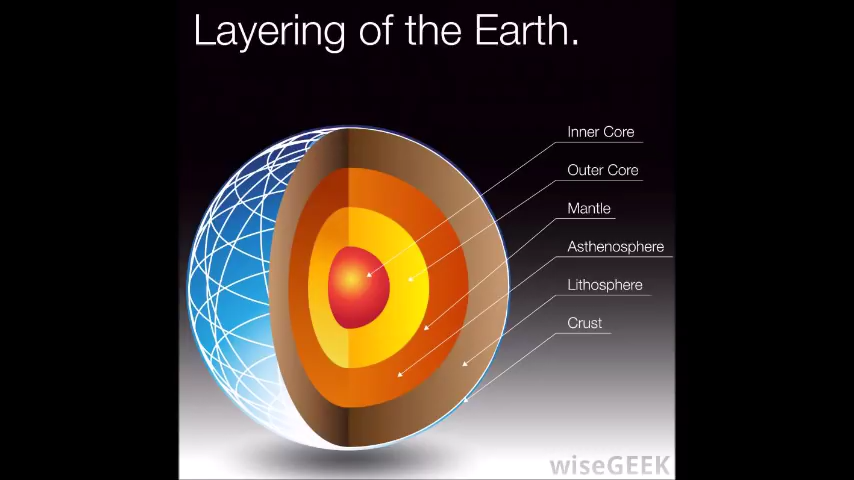 Layering of the Earth.
Inner Core
Outer Core
Mantle
Asthenosphere
Lithosphere
Crust
wiseGEEK